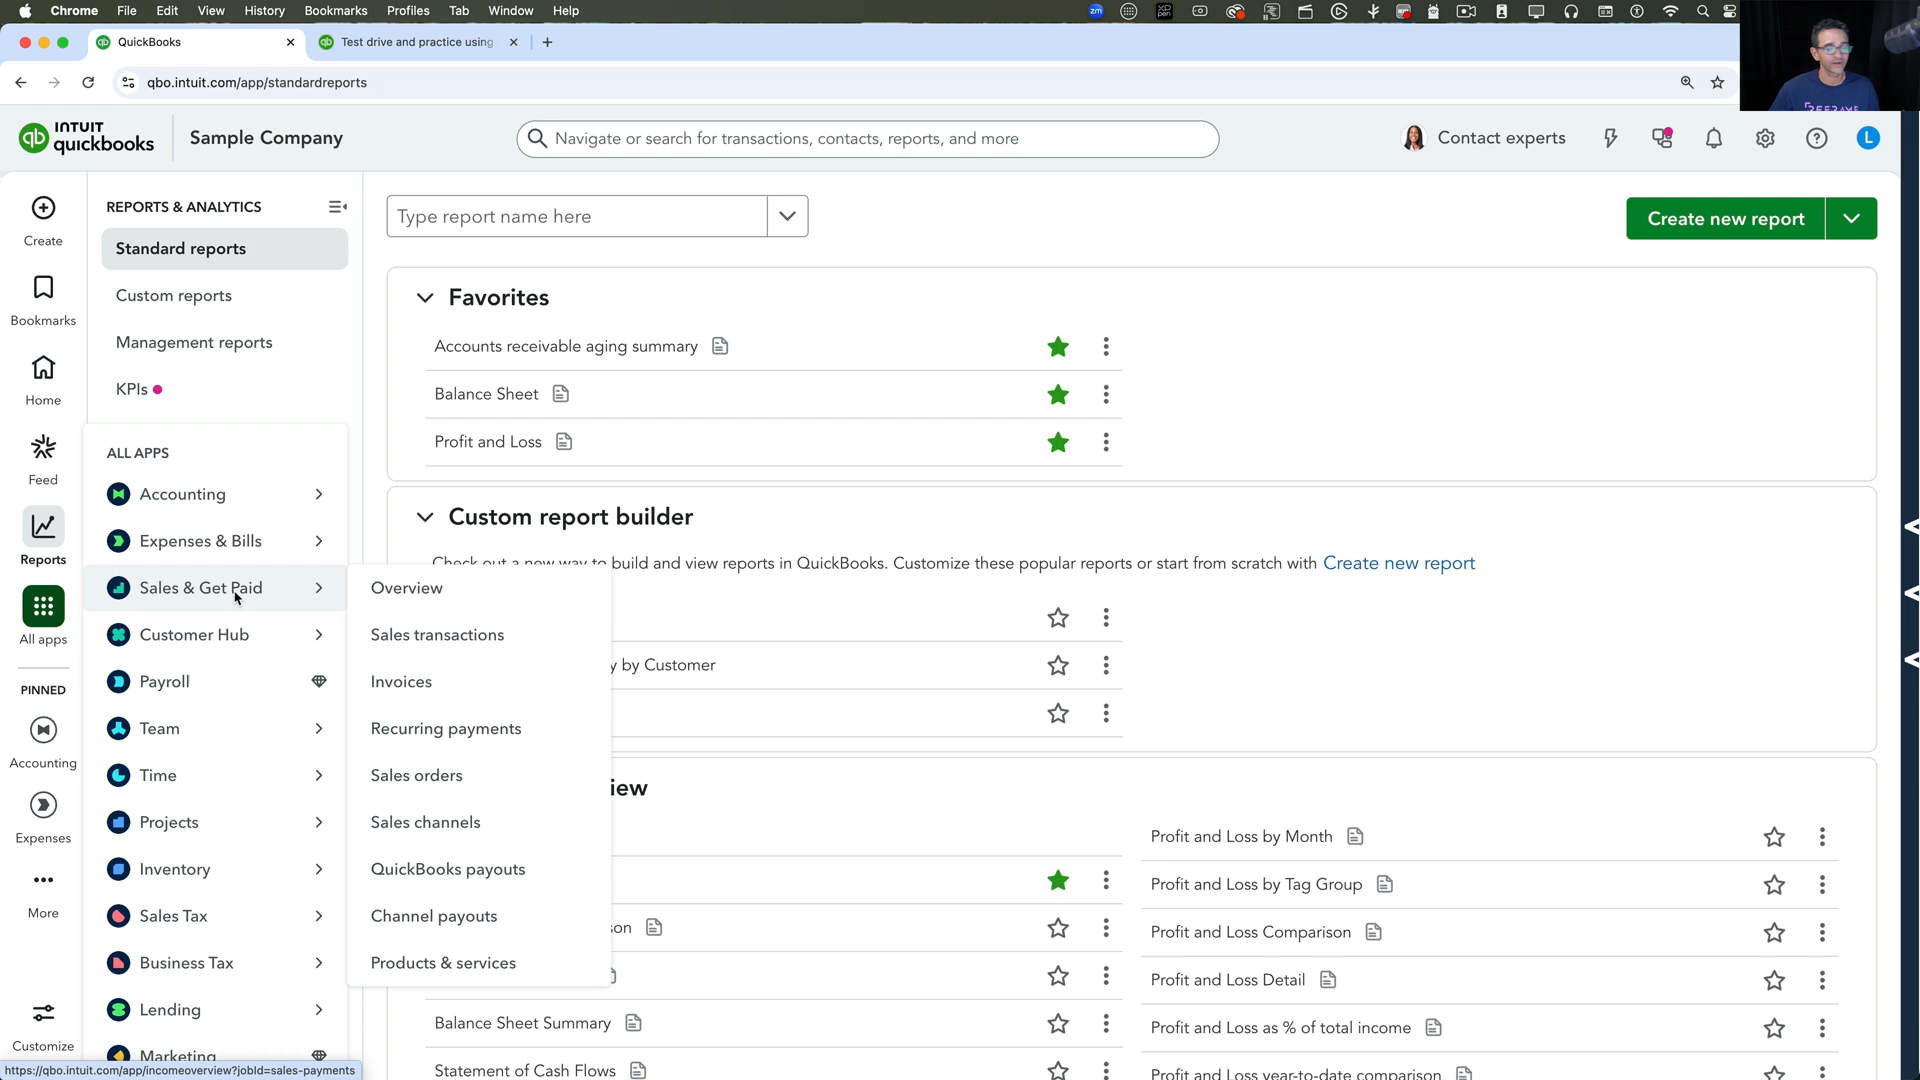 Chrome File Edit View History Bookmarks Profiles Tab Window Help
zm
QuickBooks
Test drive and practice using
qbo.intuit.com/app/standardreports
INTUIT
quickbooks
qb
Sample Company
Navigate or search for transactions, contacts, reports, and more
Contact experts
L
Create
Bookmarks
Home
Feed
Reports
All apps
PINNED
Accounting
Expenses
More
Customize
REPORTS & ANALYTICS
Standard reports
Custom reports
Management reports
KPIs
ALL APPS
Accounting
Expenses & Bills
Sales & Get Paid
Customer Hub
Payroll
Team
Time
Projects
Inventory
Sales Tax
Business Tax
Lending
Marketing
Overview
Sales transactions
Invoices
Recurring payments
Sales orders
Sales channels
QuickBooks payouts
Channel payouts
Products & services
Type report name here
Create new report
Favorites
Accounts receivable aging summary
Balance Sheet
Profit and Loss
Custom report builder
Check out a new way to build and view reports in QuickBooks. Customize these popular reports or start from scratch with Create new report
y by Customer
iew
son
Balance Sheet Summary
Statement of Cash Flows
Profit and Loss by Month
Profit and Loss by Tag Group
Profit and Loss Comparison
Profit and Loss Detail
Profit and Loss as % of total income
Profit and Loss year-to-date comparison
https://qbo.intuit.com/app/incomeoverview?jobId=sales-payments